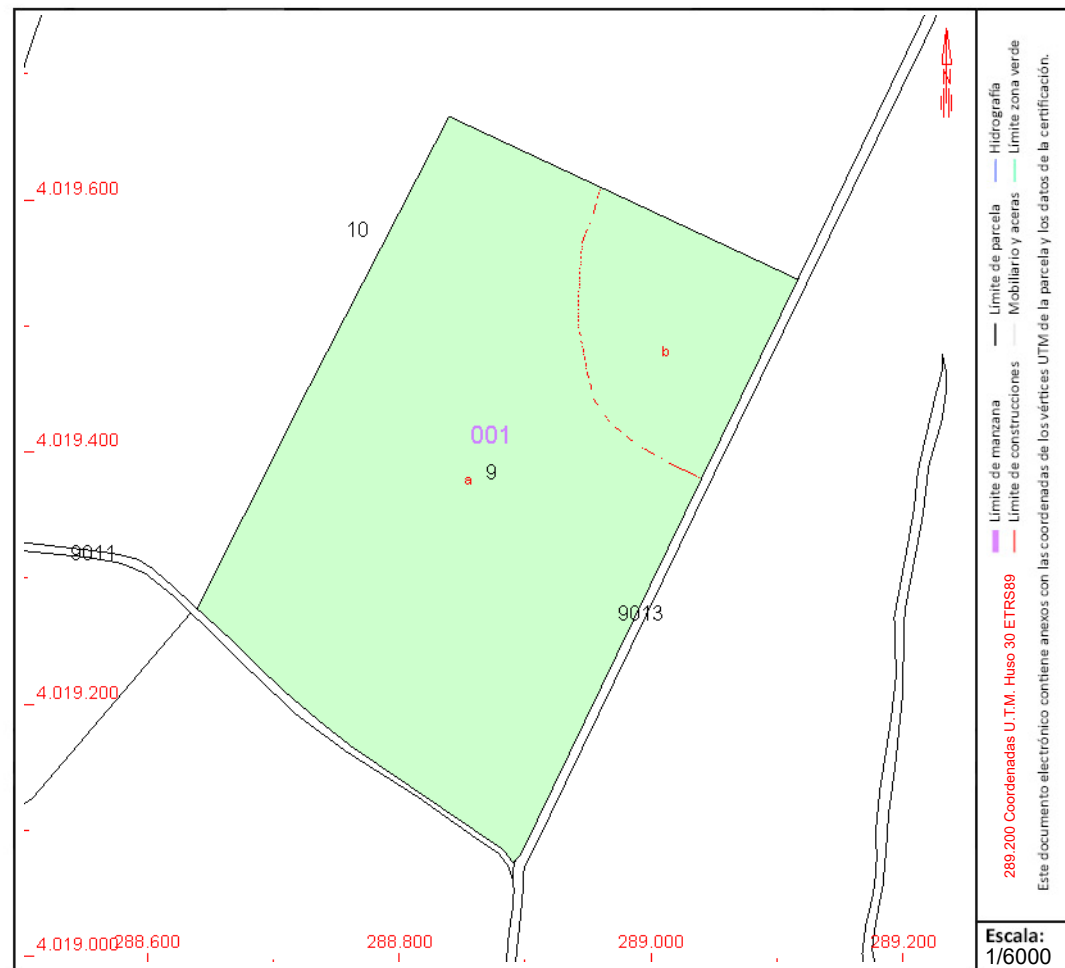 4.019.600
10
b
4.019.400
001
9
a
9011
9013
4.019.200
4.019.000
288.600
288.800
289.000
289.200
N
289.200 Coordenadas U.T.M. Huso 30 ETRS89
Límite de manzana
Límite de parcela
Hidrografía
Límite de construcciones
Mobiliario y aceras
Límite zona verde
Este documento electrónico contiene anexos con las coordenadas de los vértices UTM de la parcela y los datos de la certificación.
Escala:
1/6000